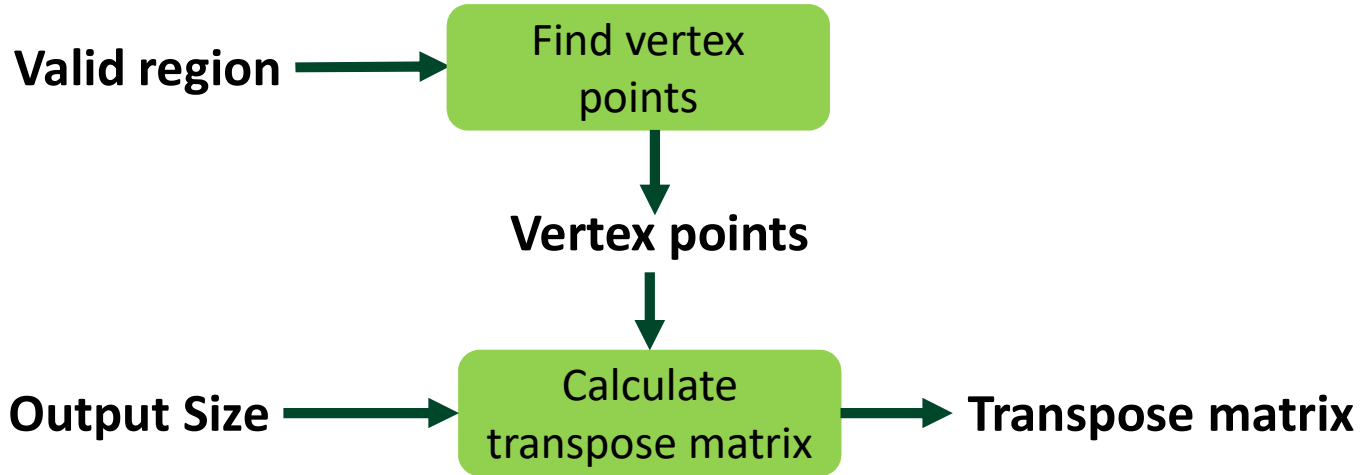 Valid region
Find vertex
points
Vertex points
Output Size
Calculate
transpose matrix
Transpose matrix